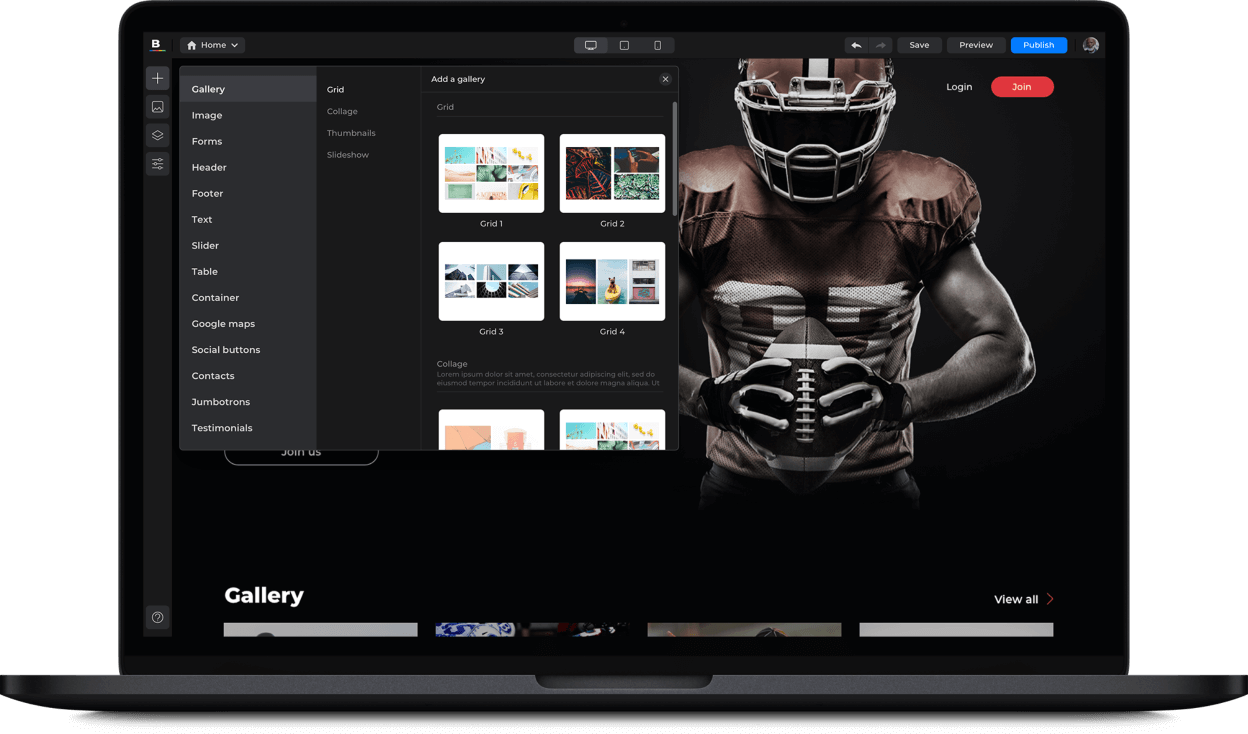 B
Home
Save
Preview
Publish
Gallery
Image
Forms
Header
Footer
Text
Slider
Table
Container
Google maps
Social buttons
Contacts
Jumbotrons
Testimonials
Grid
Collage
Thumbnails
Slideshow
Add a gallery
Grid
Grid 1
Grid 2
Grid 3
Grid 4
Collage
Lorem ipsum dolor sit amet, consectetur adipiscing elit, sed do
eiusmod tempor incididunt ut labore et dolore magna aliqua. Ut
Login
Join
Join us
Gallery
View all